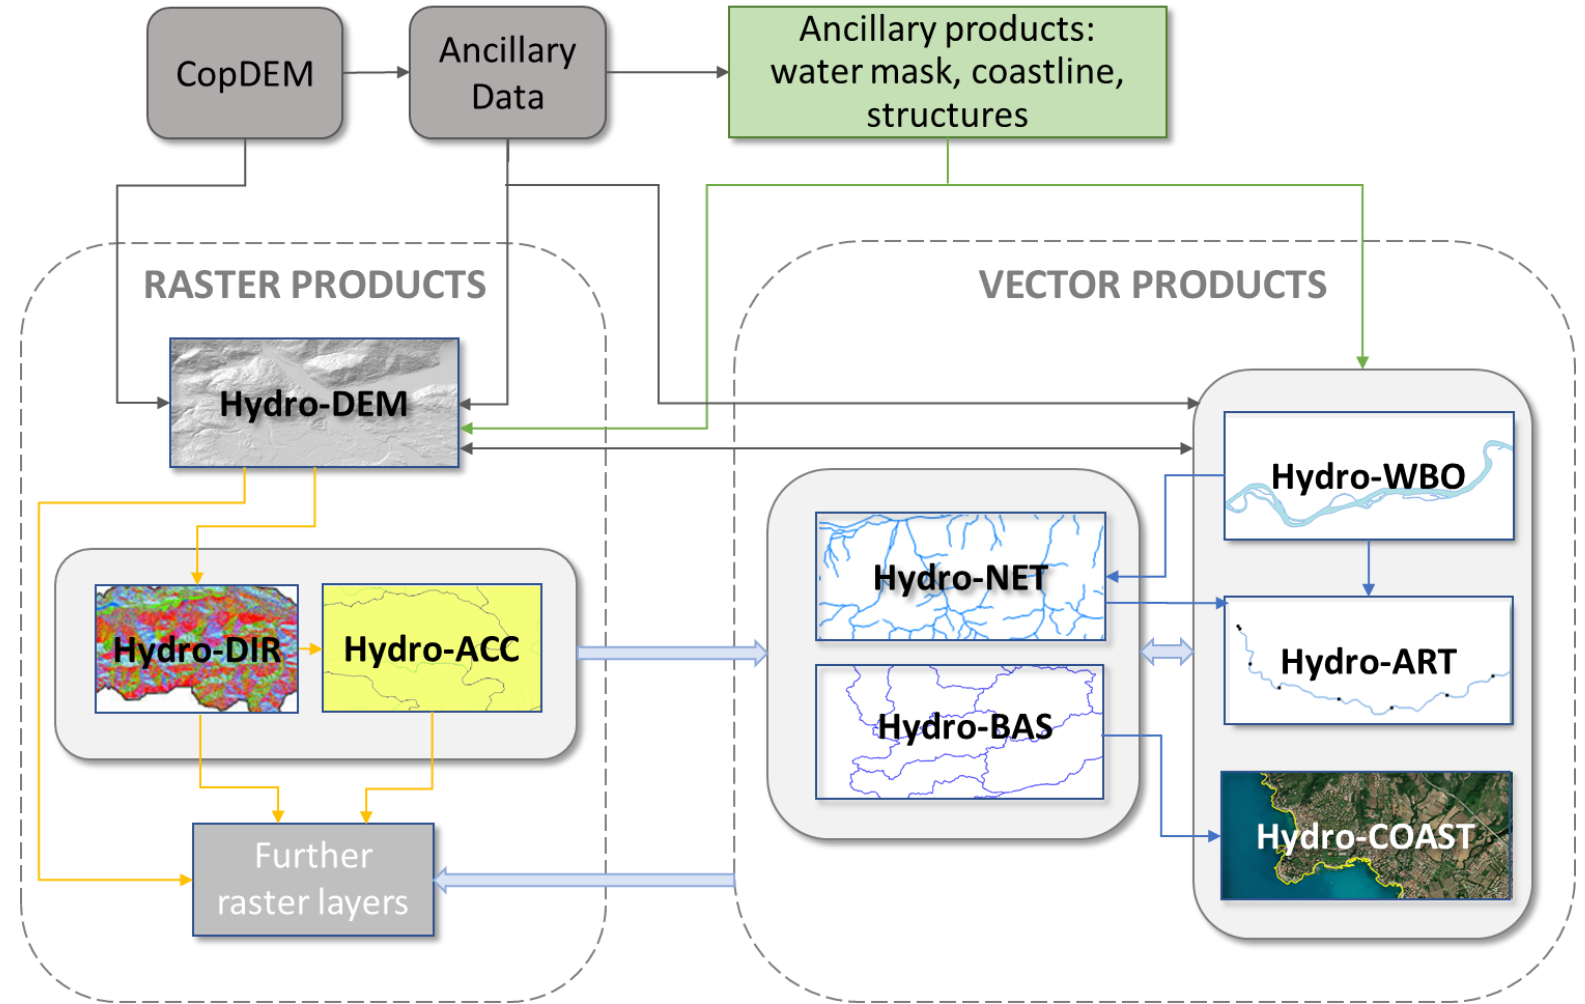 CopDEM
Ancillary
Data
Ancillary products:
water mask, coastline,
structures
RASTER PRODUCTS
VECTOR PRODUCTS
Hydro-DEM
Hydro-WBO
Hydro-NET
Hydro-DIR
Hydro-ACC
Hydro-ART
Hydro-BAS
Hydro-COAST
Further
raster layers